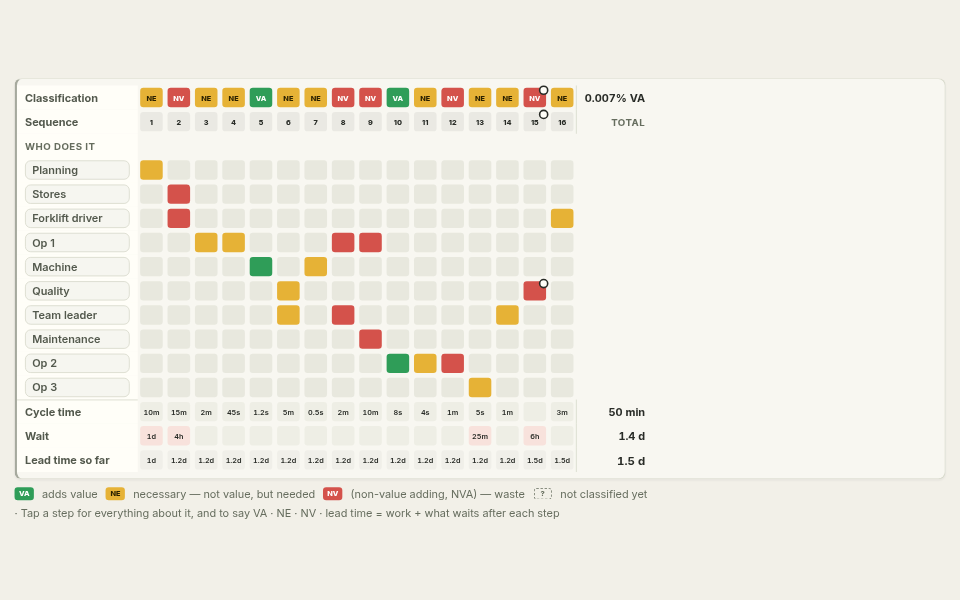 Classification NE NV NE NE VA NE NE NV NV VA NE NV NE NE NV NE 0.007% VA
Sequence 1 2 3 4 5 6 7 8 9 10 11 12 13 14 15 16 TOTAL
WHO DOES IT
Planning
Stores
Forklift driver
Op 1
Machine
Quality
Team leader
Maintenance
Op 2
Op 3
Cycle time 10m 15m 2m 45s 1.2s 5m 0.5s 2m 10m 8s 4s 1m 5s 1m 3m 50 min
Wait 1d 4h 25m 6h 1.4 d
Lead time so far 1d 1.2d 1.2d 1.2d 1.2d 1.2d 1.2d 1.2d 1.2d 1.2d 1.2d 1.2d 1.2d 1.2d 1.5d 1.5d 1.5 d
VA adds value NE necessary — not value, but needed NV (non-value adding, NVA) — waste ? not classified yet
· Tap a step for everything about it, and to say VA · NE · NV · lead time = work + what waits after each step